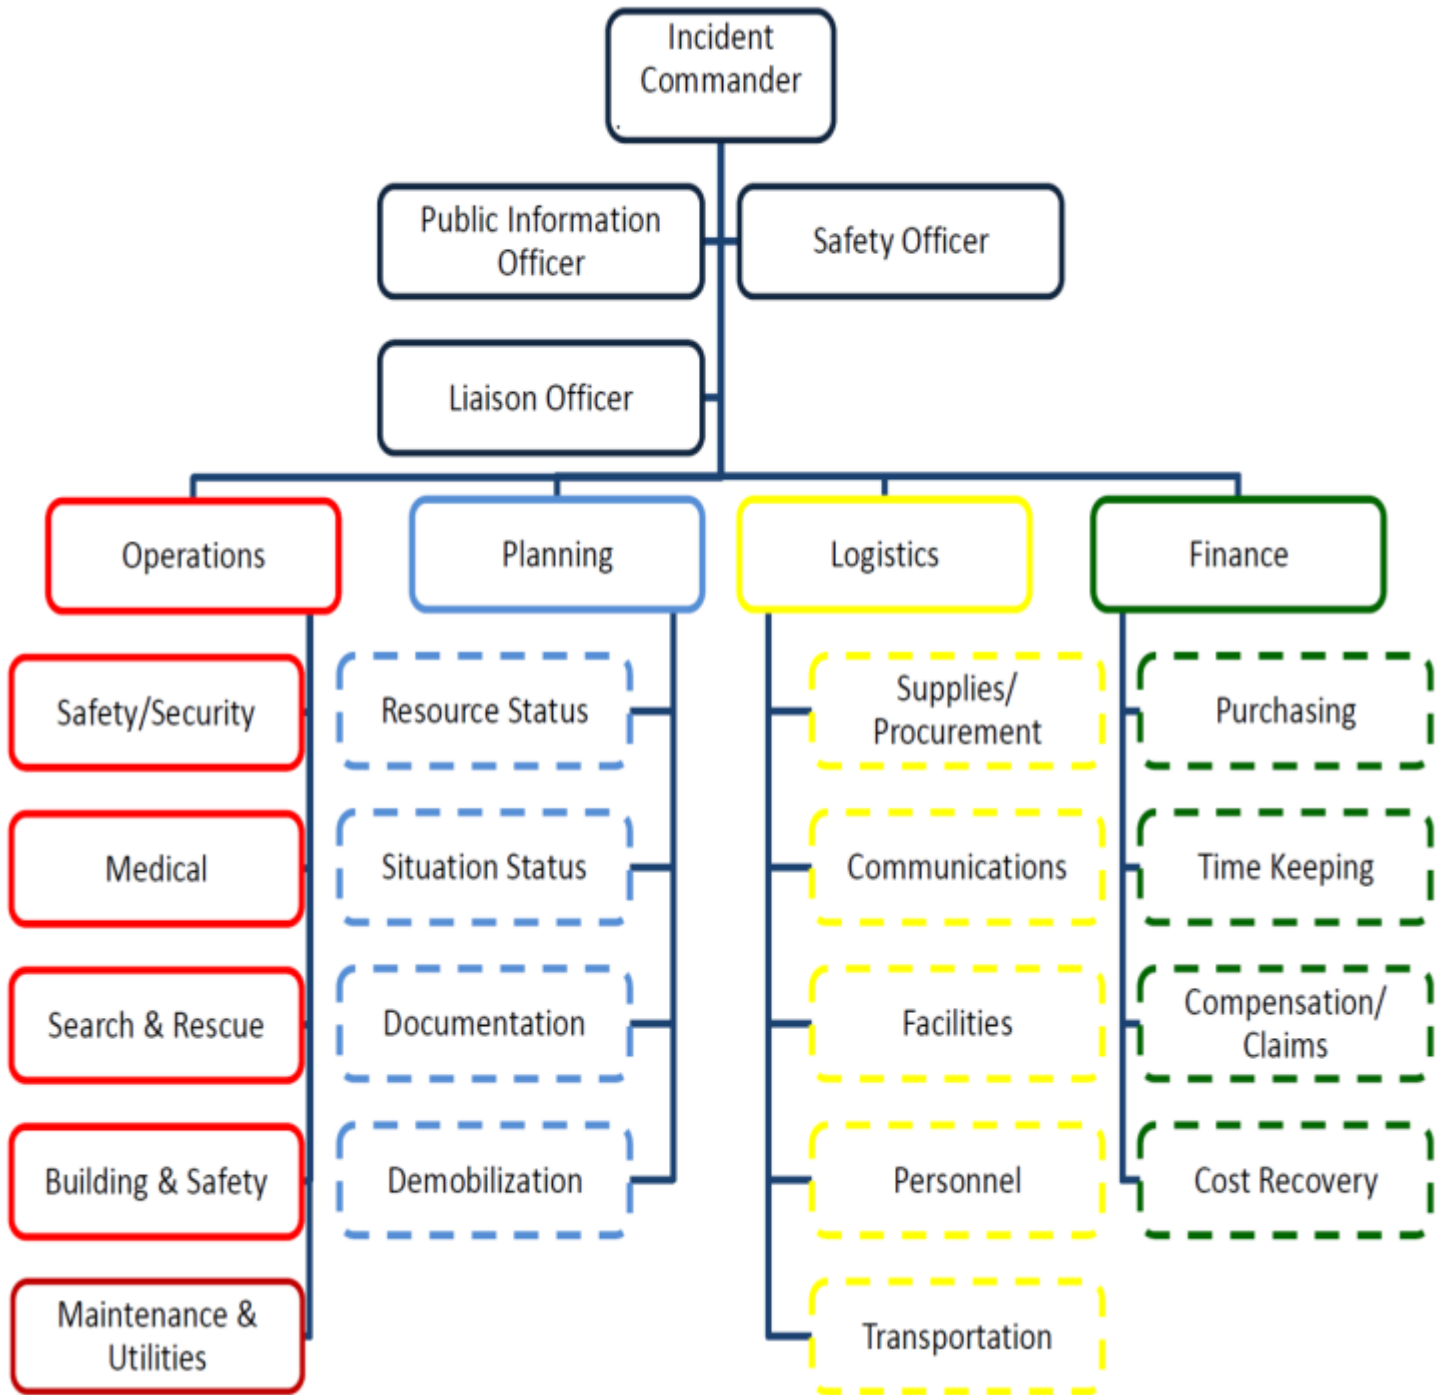 Incident
Commander
.
Public Information
Officer
Safety Officer
Liaison Officer
Operations
Planning
Logistics
Finance
Safety/Security
Resource Status
Supplies/
Procurement
Purchasing
Medical
Situation Status
Communications
Time Keeping
Search & Rescue
Documentation
Facilities
Compensation/
Claims
Building & Safety
Demobilization
Personnel
Cost Recovery
Maintenance &
Utilities
Transportation